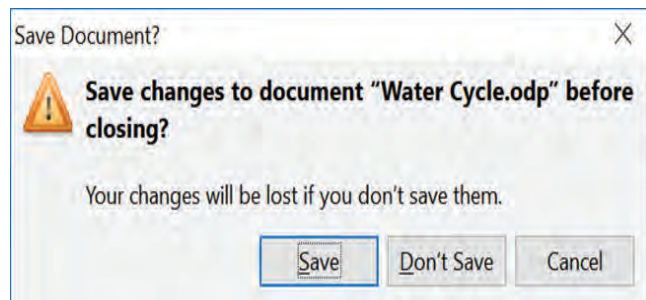 Save Document?
Save changes to document “Water Cycle.odp” before
closing?
Your changes will be lost if you don’t save them.
Save Don’t Save Cancel